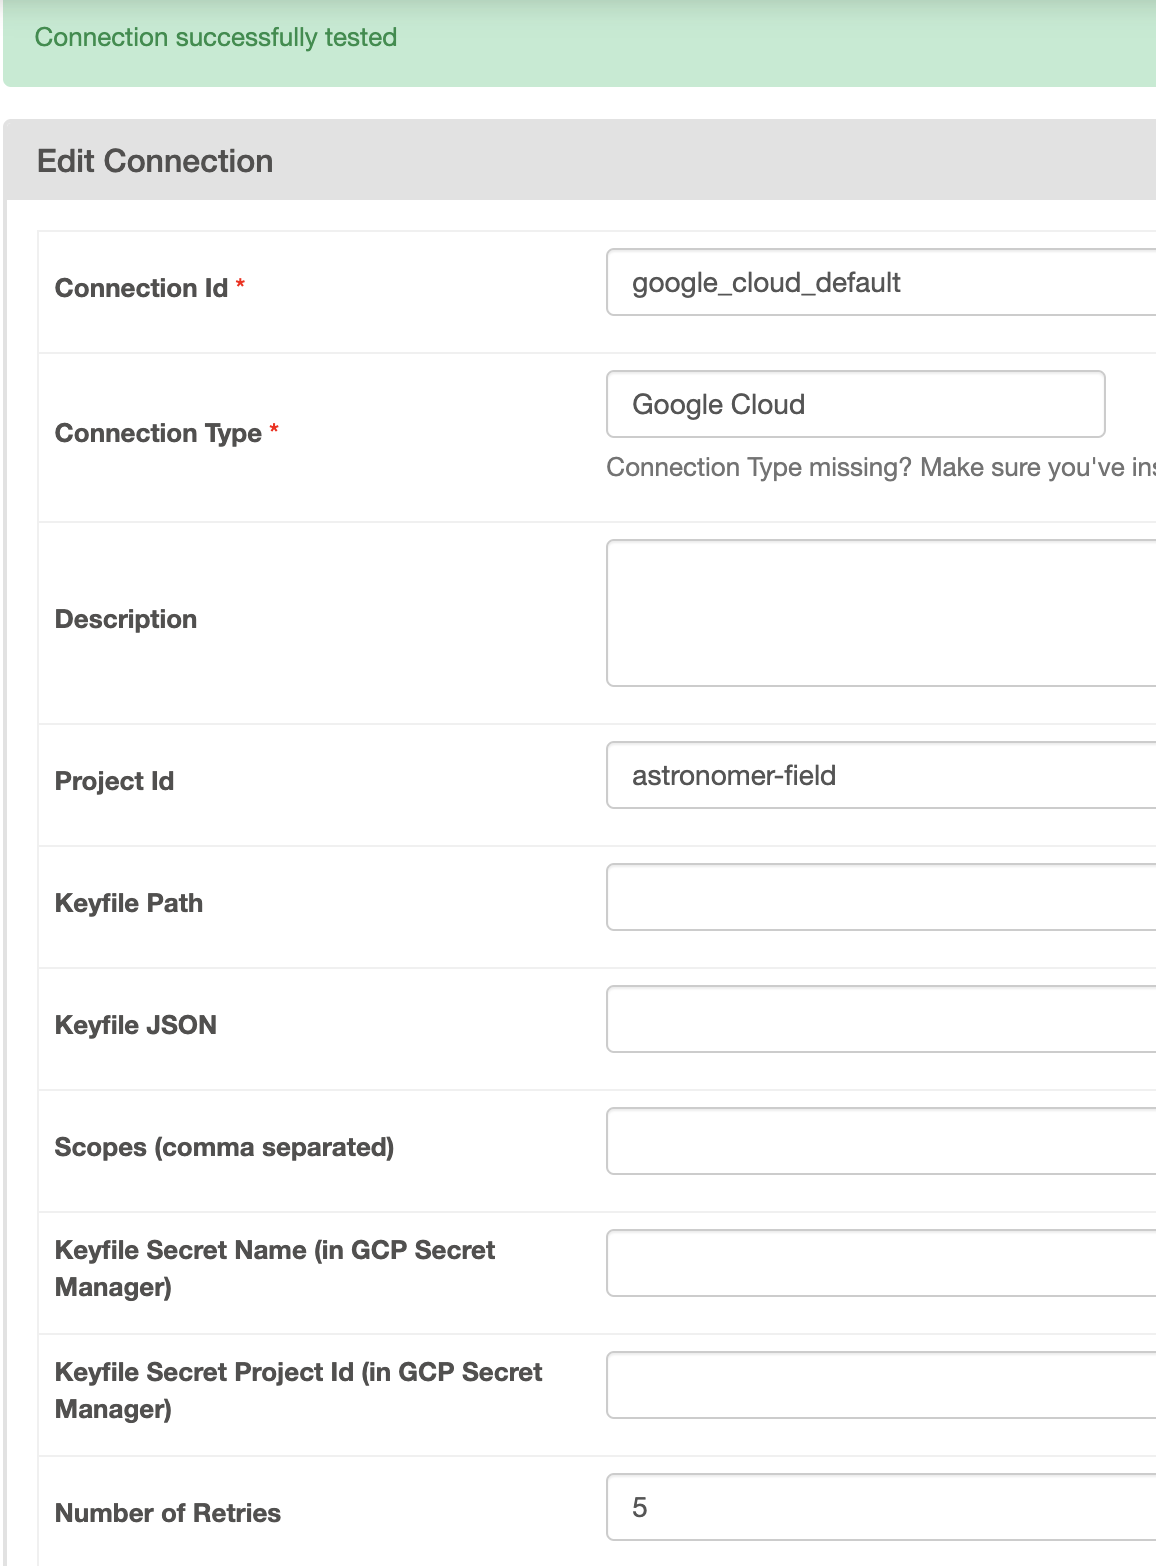 Connection successfully tested
Edit Connection
Connection Id *
google_cloud_default
Connection Type *
Google Cloud
Connection Type missing? Make sure you've
Description
Project Id
astronomer-field
Keyfile Path
Keyfile JSON
Scopes (comma separated)
Keyfile Secret Name (in GCP Secret
Manager)
Keyfile Secret Project Id (in GCP Secret
Manager)
Number of Retries
5